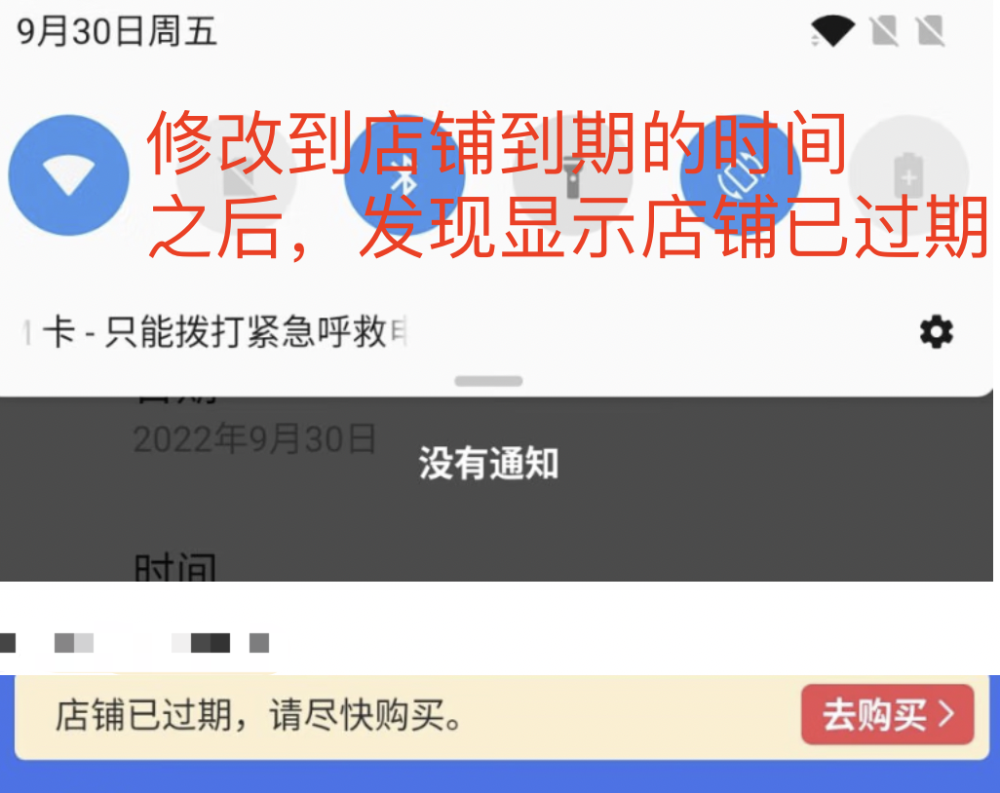 9月30日周五
修改到店铺到期的时间
之后，发现显示店铺已过期
卡 - 只能拨打紧急呼救
日期
2022年9月30日
没有通知
时间
店铺已过期，请尽快购买。
去购买 >